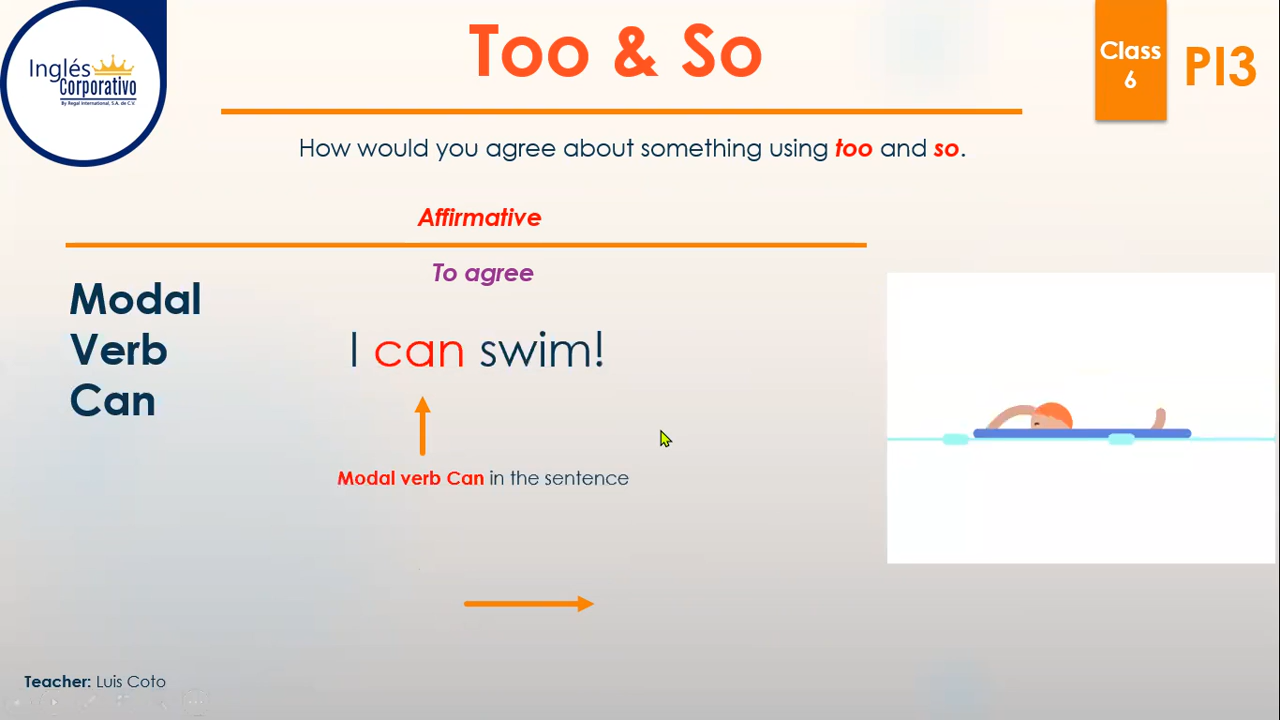 Inglés
Corporativo
By Regal International, S.A. de C.V.
Too & So
Class
6
PI3
How would you agree about something using too and so.
Affirmative
To agree
Modal
Verb
Can
I can swim!
Modal verb Can in the sentence
Teacher: Luis Coto